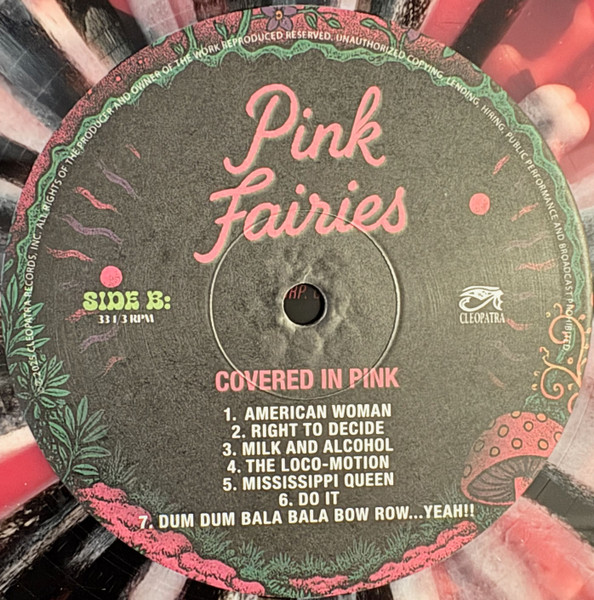 © 2025 CLEOPATRA RECORDS, INC. ALL RIGHTS OF THE PRODUCER AND OWNER OF THE WORK REPRODUCED RESERVED. UNAUTHORIZED COPYING, LENDING, HIRING, PUBLIC PERFORMANCE AND BROADCAST PROHIBITED.
Pink
Fairies
SIDE B:
33 1/3 RPM
CLEOPATRA
COVERED IN PINK
1. AMERICAN WOMAN
2. RIGHT TO DECIDE
3. MILK AND ALCOHOL
4. THE LOCO-MOTION
5. MISSISSIPPI QUEEN
6. DO IT
7. DUM DUM BALA BALA BOW ROW...YEAH!!